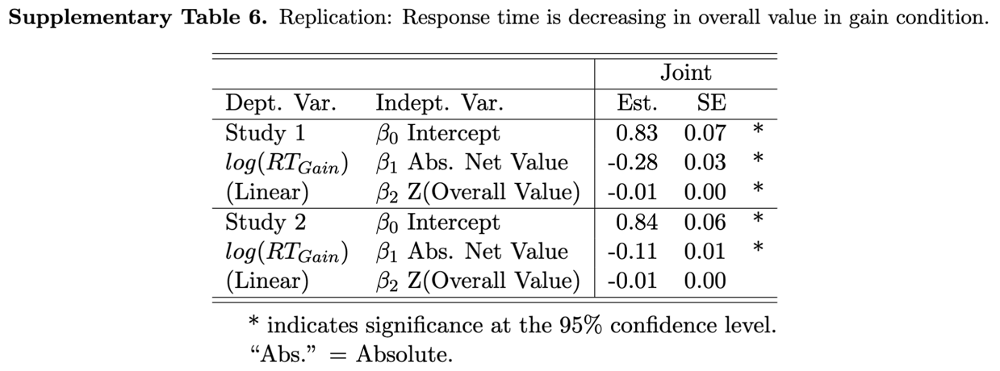 Supplementary Table 6. Replication: Response time is decreasing in overall value in gain condition.
Joint
Dept. Var. Indept. Var. Est. SE
Study 1 β0 Intercept 0.83 0.07 *
log(RTGain) β1 Abs. Net Value -0.28 0.03 *
(Linear) β2 Z(Overall Value) -0.01 0.00 *
Study 2 β0 Intercept 0.84 0.06 *
log(RTGain) β1 Abs. Net Value -0.11 0.01 *
(Linear) β2 Z(Overall Value) -0.01 0.00
* indicates significance at the 95% confidence level.
“Abs.” = Absolute.